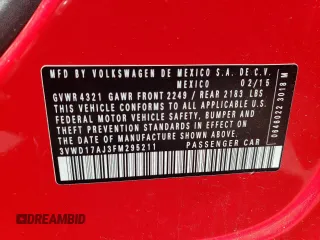 MFD BY VOLKSWAGEN DE MEXICO S.A. DE C.V.
MEXICO 02/15
GVWR 4321 GAWR FRONT 2249 / REAR 2183 LBS
THIS VEHICLE CONFORMS TO ALL APPLICABLE
FEDERAL MOTOR VEHICLE SAFETY, BUMPER,
AND THEFT PREVENTION STANDARDS IN EFFECT
ON THE DATE OF MANUFACTURE SHOWN ABOVE.
3VWD17AJ3FM295211
PASSENGER CAR
0646022 3018 M
DREAMBID